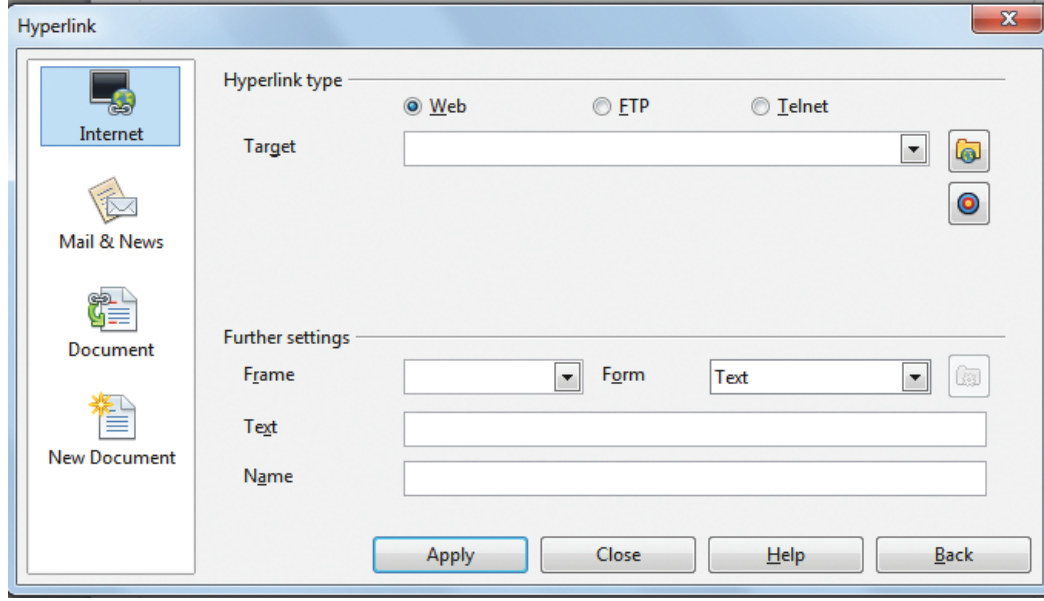 Hyperlink
Internet
Mail & News
Document
New Document
Hyperlink type
Web FTP Telnet
Target
Further settings
Frame Form Text
Text
Name
Apply Close Help Back